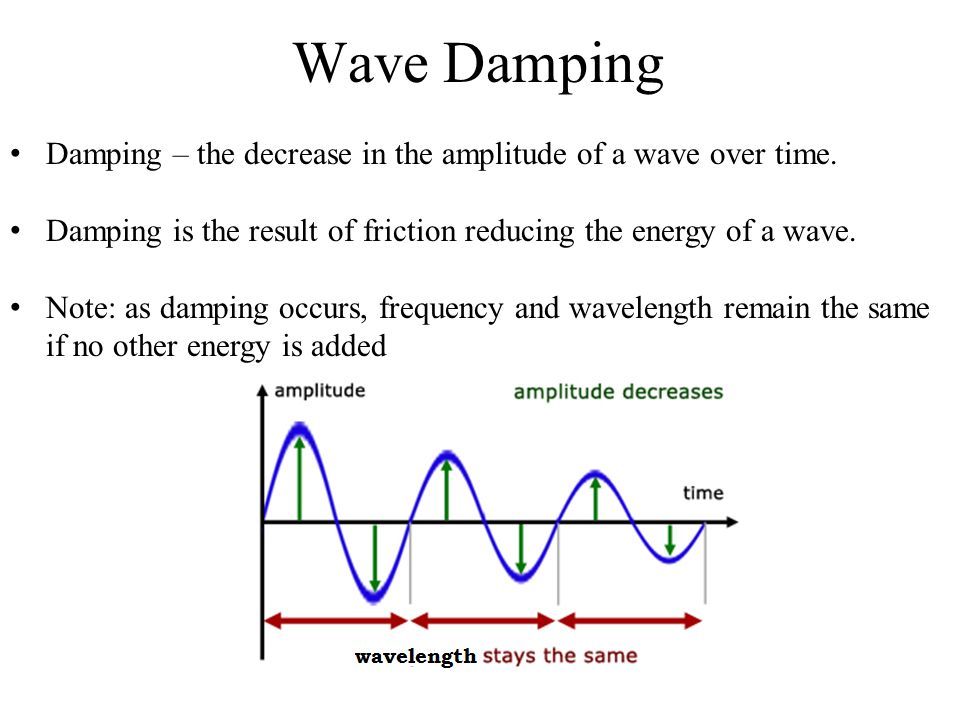 Wave Damping
• Damping – the decrease in the amplitude of a wave over time.
• Damping is the result of friction reducing the energy of a wave.
• Note: as damping occurs, frequency and wavelength remain the same
if no other energy is added
amplitude
amplitude decreases
time
wavelength stays the same